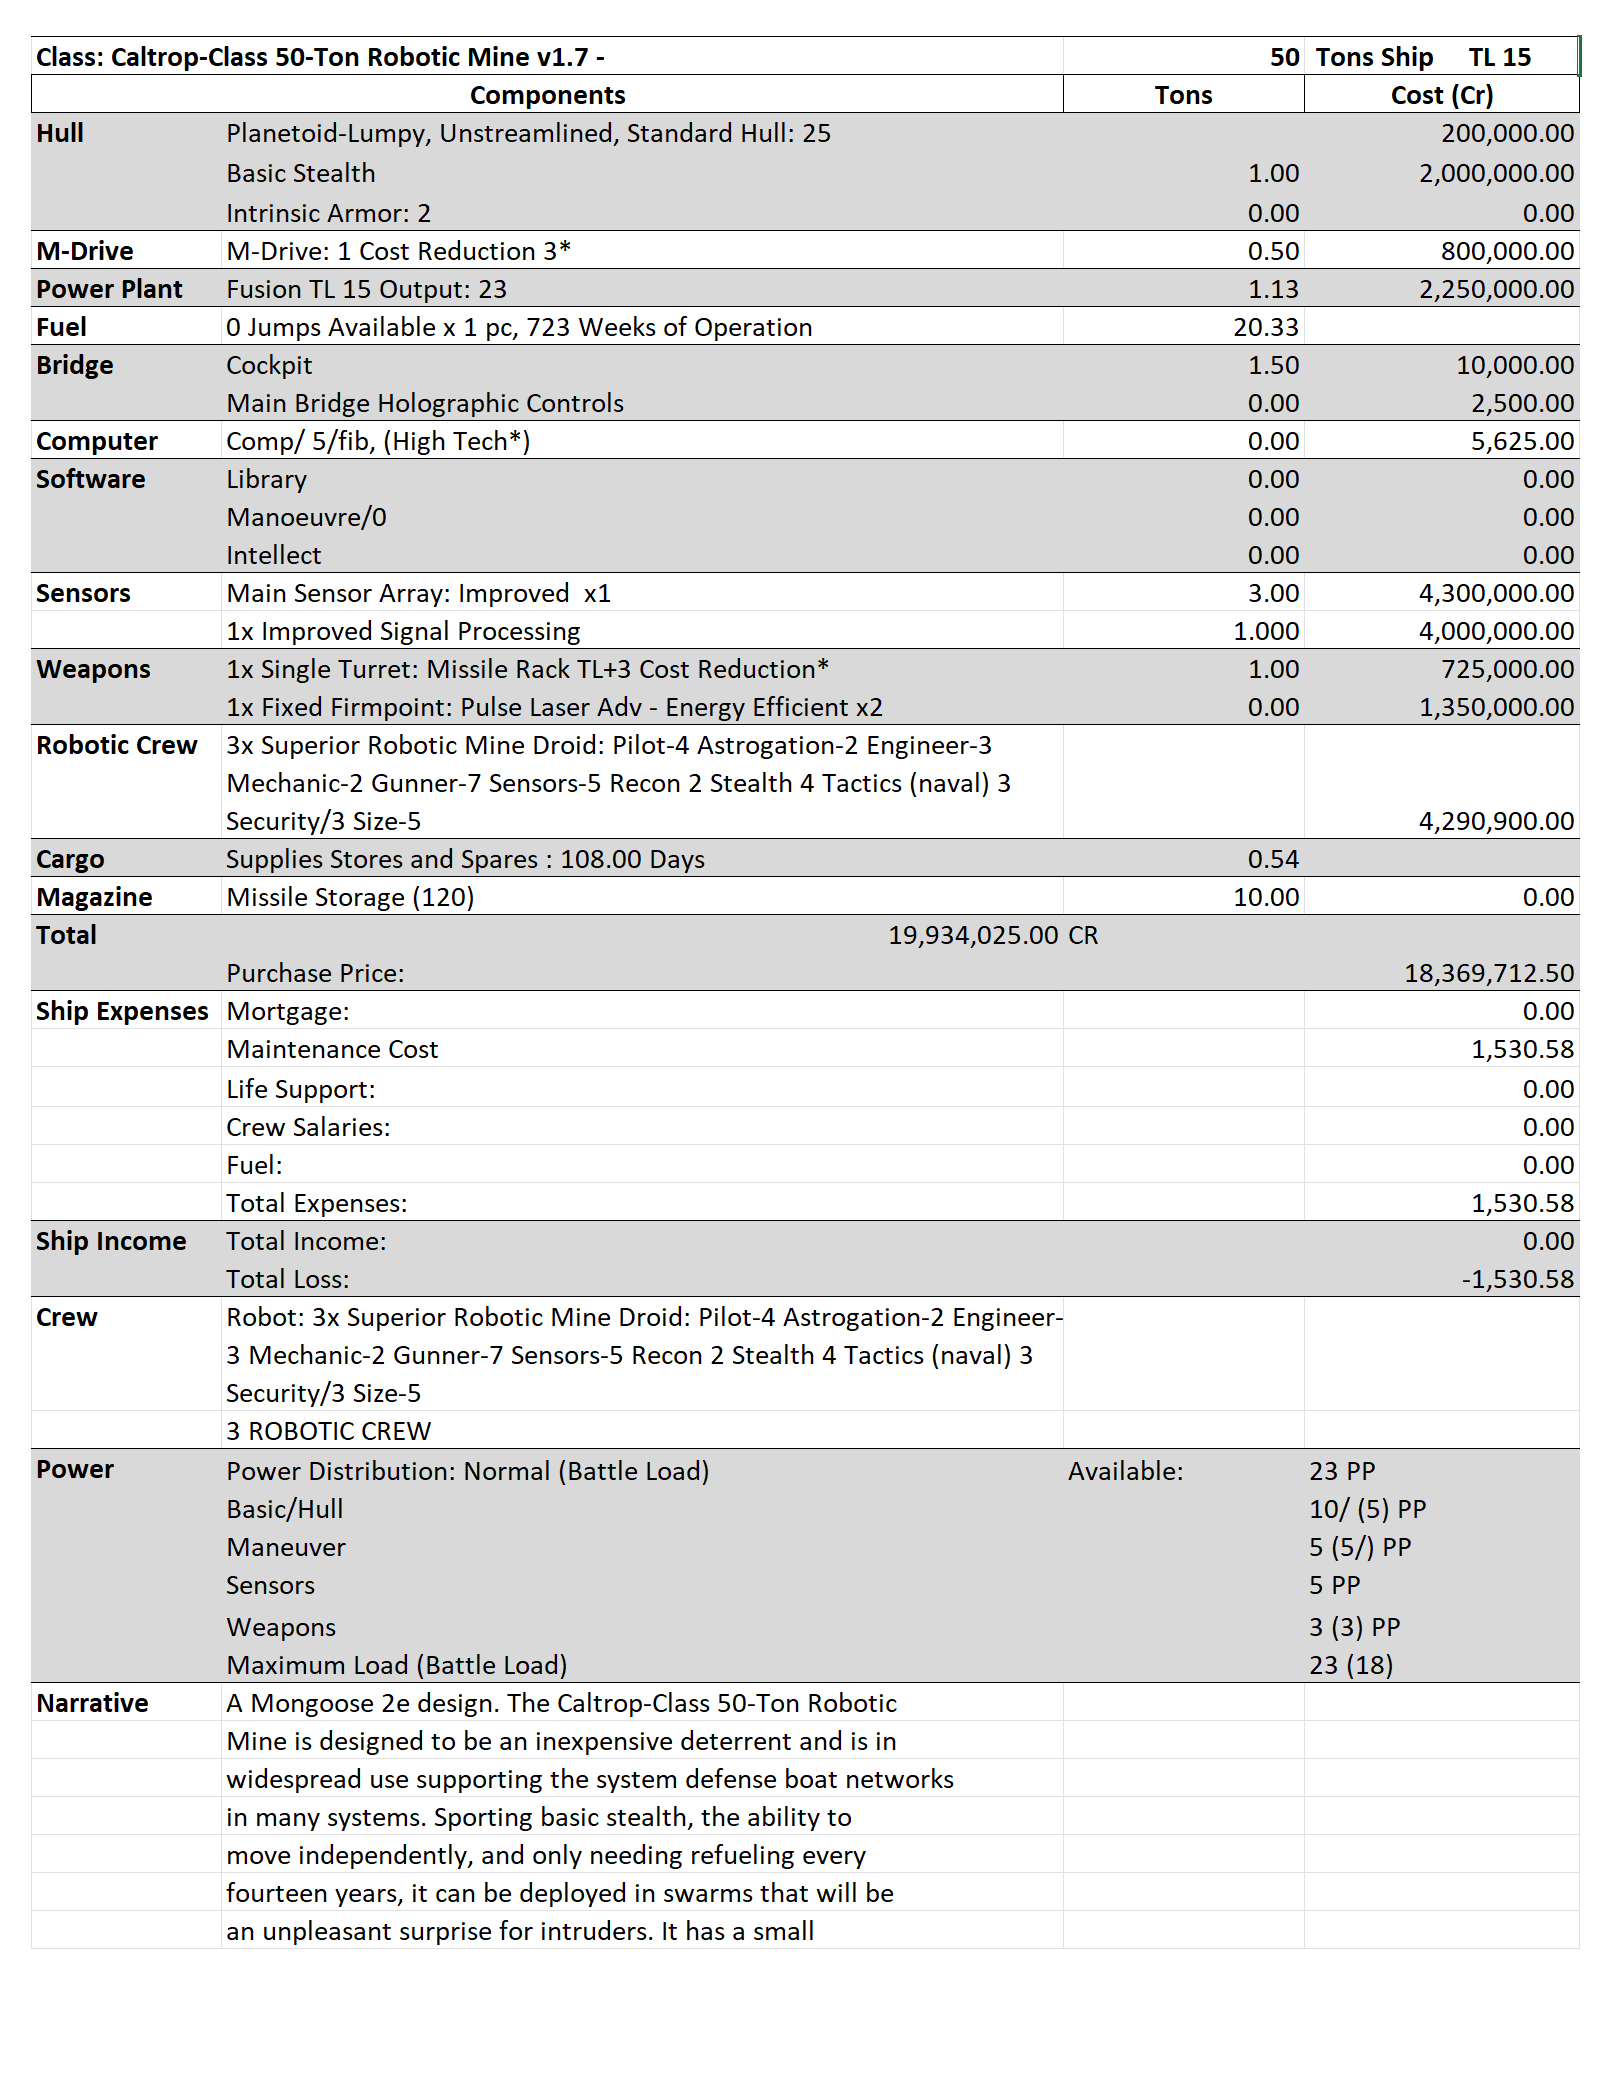 Class: Caltrop-Class 50-Ton Robotic Mine v1.7 - 50 Tons Ship TL 15
Components Tons Cost (Cr)
Hull Planetoid-Lumpy, Unstreamlined, Standard Hull: 25 200,000.00
Basic Stealth 1.00 2,000,000.00
Intrinsic Armor: 2 0.00 0.00
M-Drive M-Drive: 1 Cost Reduction 3* 0.50 800,000.00
Power Plant Fusion TL 15 Output: 23 1.13 2,250,000.00
Fuel 0 Jumps Available x 1 pc, 723 Weeks of Operation 20.33
Bridge Cockpit 1.50 10,000.00
Main Bridge Holographic Controls 0.00 2,500.00
Computer Comp/ 5/fib, (High Tech*) 0.00 5,625.00
Software Library 0.00 0.00
Manoeuvre/0 0.00 0.00
Intellect 0.00 0.00
Sensors Main Sensor Array: Improved x1 3.00 4,300,000.00
1x Improved Signal Processing 1.000 4,000,000.00
Weapons 1x Single Turret: Missile Rack TL+3 Cost Reduction* 1.00 725,000.00
1x Fixed Firmpoint: Pulse Laser Adv - Energy Efficient x2 0.00 1,350,000.00
Robotic Crew 3x Superior Robotic Mine Droid: Pilot-4 Astrogation-2 Engineer-3
Mechanic-2 Gunner-7 Sensors-5 Recon 2 Stealth 4 Tactics (naval) 3
Security/3 Size-5 4,290,900.00
Cargo Supplies Stores and Spares : 108.00 Days 0.54
Magazine Missile Storage (120) 10.00 0.00
Total 19,934,025.00 CR
Purchase Price: 18,369,712.50
Ship Expenses Mortgage: 0.00
Maintenance Cost 1,530.58
Life Support: 0.00
Crew Salaries: 0.00
Fuel: 0.00
Total Expenses: 1,530.58
Ship Income Total Income: 0.00
Total Loss: -1,530.58
Crew Robot: 3x Superior Robotic Mine Droid: Pilot-4 Astrogation-2 Engineer-
3 Mechanic-2 Gunner-7 Sensors-5 Recon 2 Stealth 4 Tactics (naval) 3
Security/3 Size-5
3 ROBOTIC CREW
Power Power Distribution: Normal (Battle Load) Available: 23 PP
Basic/Hull 10/ (5) PP
Maneuver 5 (5/) PP
Sensors 5 PP
Weapons 3 (3) PP
Maximum Load (Battle Load) 23 (18)
Narrative A Mongoose 2e design. The Caltrop-Class 50-Ton Robotic
Mine is designed to be an inexpensive deterrent and is in
widespread use supporting the system defense boat networks
in many systems. Sporting basic stealth, the ability to
move independently, and only needing refueling every
fourteen years, it can be deployed in swarms that will be
an unpleasant surprise for intruders. It has a small